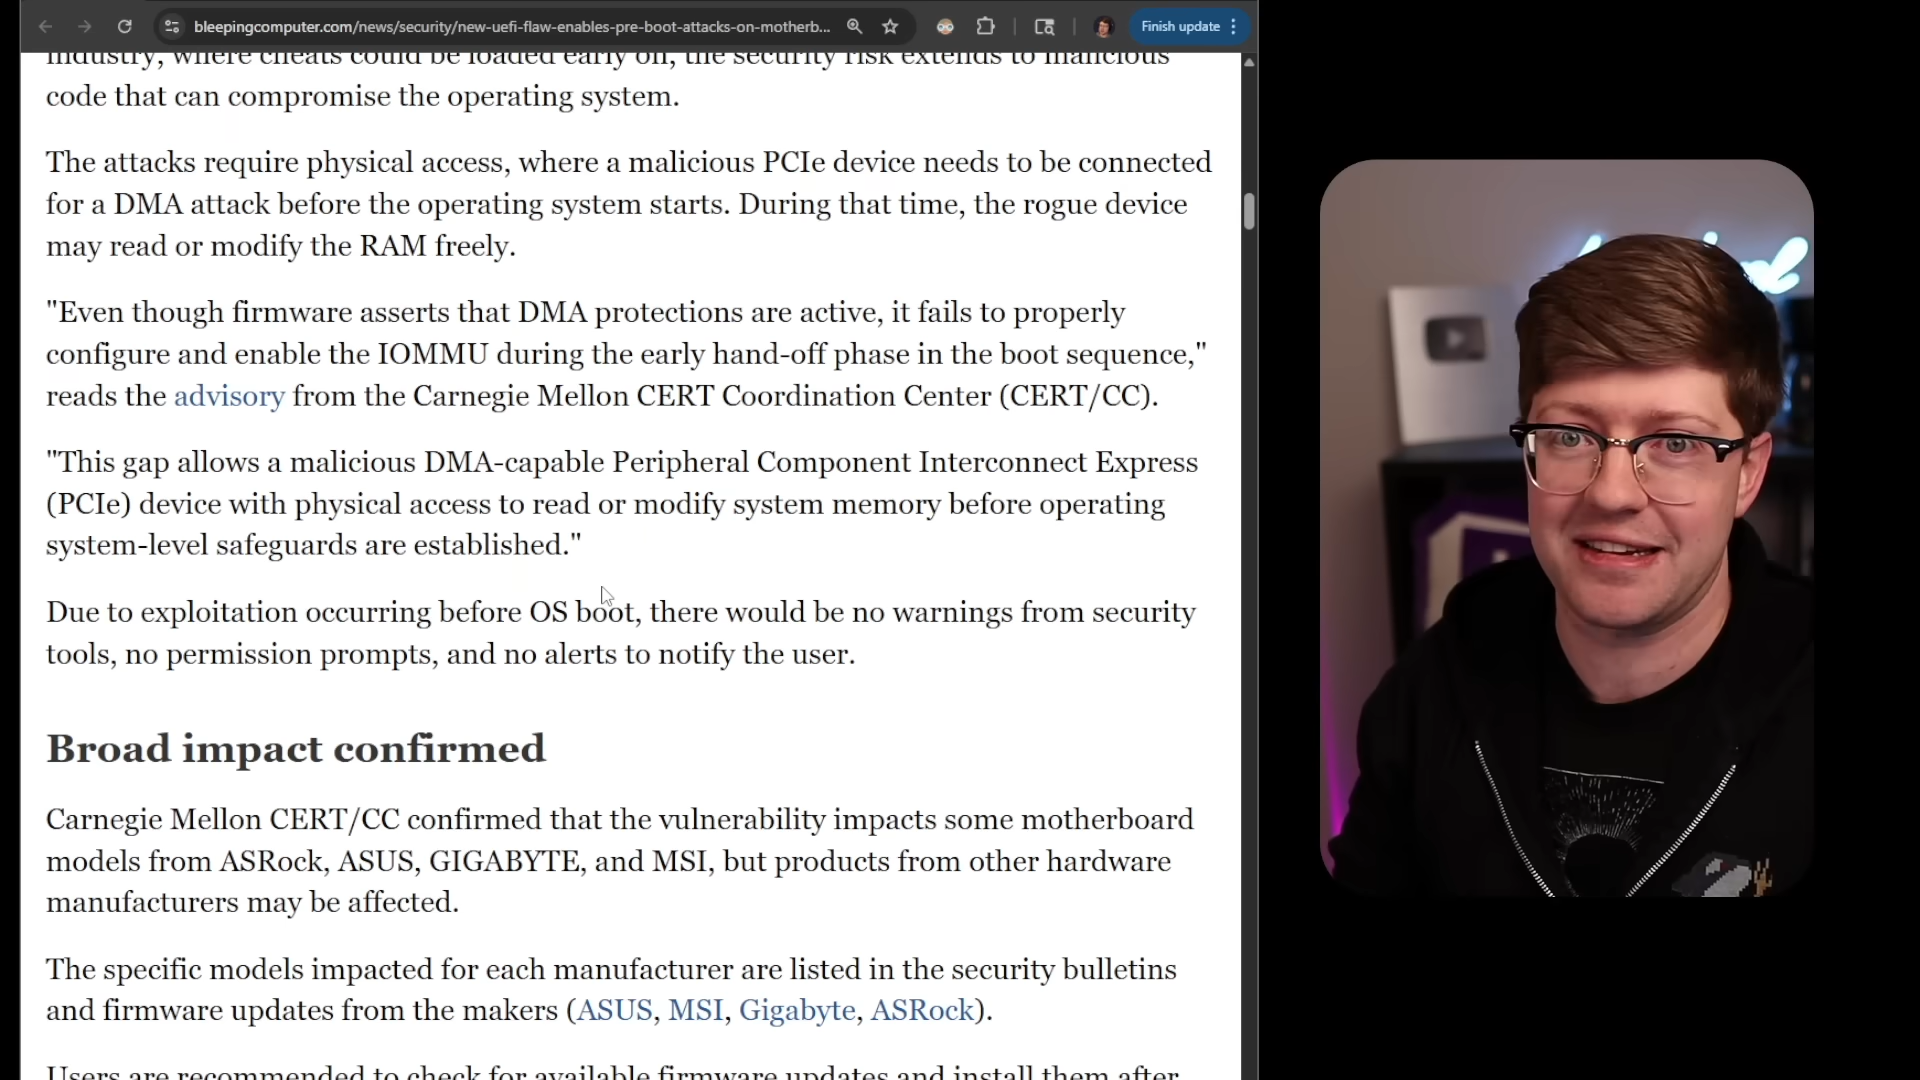 bleepingcomputer.com/news/security/new-uefi-flaw-enables-pre-boot-attacks-on-motherb...
Finish update
industry, where cheats could be loaded early on, the security risk extends to malicious
code that can compromise the operating system.
The attacks require physical access, where a malicious PCIe device needs to be connected
for a DMA attack before the operating system starts. During that time, the rogue device
may read or modify the RAM freely.
"Even though firmware asserts that DMA protections are active, it fails to properly
configure and enable the IOMMU during the early hand-off phase in the boot sequence,"
reads the advisory from the Carnegie Mellon CERT Coordination Center (CERT/CC).
"This gap allows a malicious DMA-capable Peripheral Component Interconnect Express
(PCIe) device with physical access to read or modify system memory before operating
system-level safeguards are established."
Due to exploitation occurring before OS boot, there would be no warnings from security
tools, no permission prompts, and no alerts to notify the user.
Broad impact confirmed
Carnegie Mellon CERT/CC confirmed that the vulnerability impacts some motherboard
models from ASRock, ASUS, GIGABYTE, and MSI, but products from other hardware
manufacturers may be affected.
The specific models impacted for each manufacturer are listed in the security bulletins
and firmware updates from the makers (ASUS, MSI, Gigabyte, ASRock).
Users are recommended to check for available firmware updates and install them after